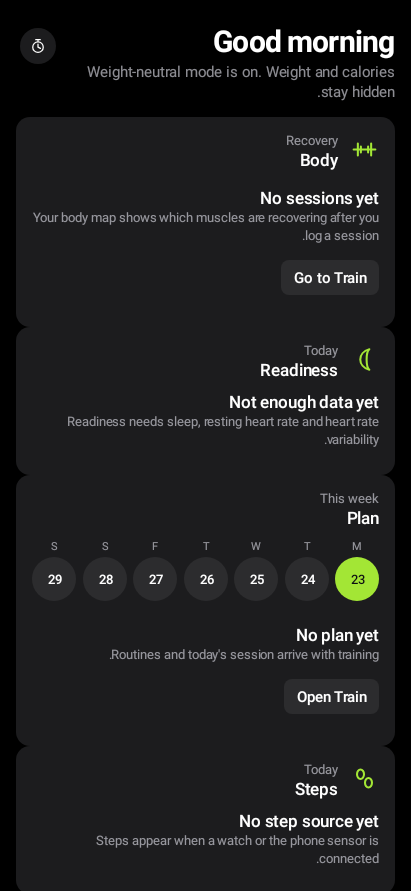 Good morning
Weight-neutral mode is on. Weight and calories
.stay hidden
Recovery
Body
No sessions yet
Your body map shows which muscles are recovering after you
.log a session
Go to Train
Today
Readiness
Not enough data yet
Readiness needs sleep, resting heart rate and heart rate
.variability
This week
Plan
S S F T W T M
29 28 27 26 25 24 23
No plan yet
.Routines and today's session arrive with training
Open Train
Today
Steps
No step source yet
Steps appear when a watch or the phone sensor is
.connected